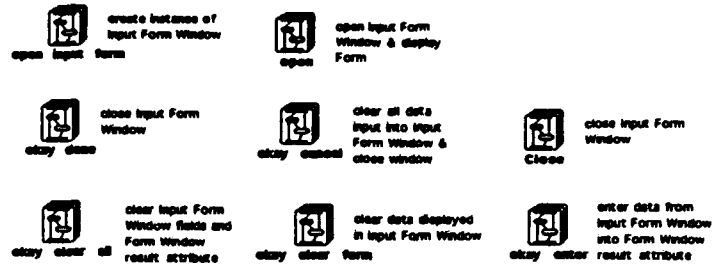 create instance of
Input Form Window
open input form
open Input Form
Window & display
Form
open
close Input Form
Window
okay done
clear all data
input into Input
Form Window &
close window
okay cancel
close Input Form
Window
Close
clear Input Form
Window fields and
Form Window
result attribute
okay clear all
clear data displayed
in Input Form Window
okay clear form
enter data from
Input Form Window
into Form Window
result attribute
okay enter